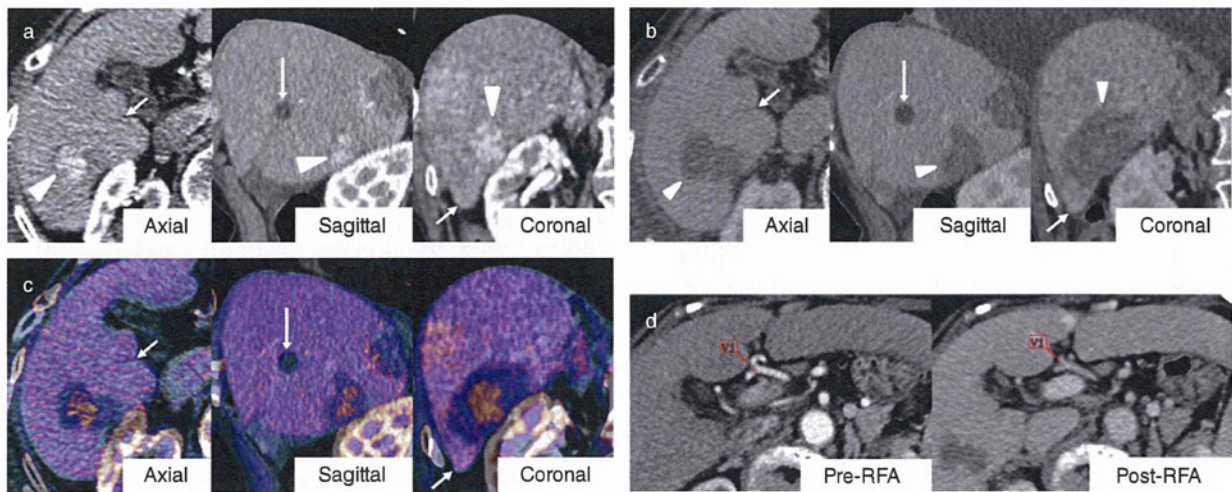 a
Axial
Sagittal
Coronal
b
Axial
Sagittal
Coronal
c
Axial
Sagittal
Coronal
d
V1
Pre-RFA
V1
Post-RFA